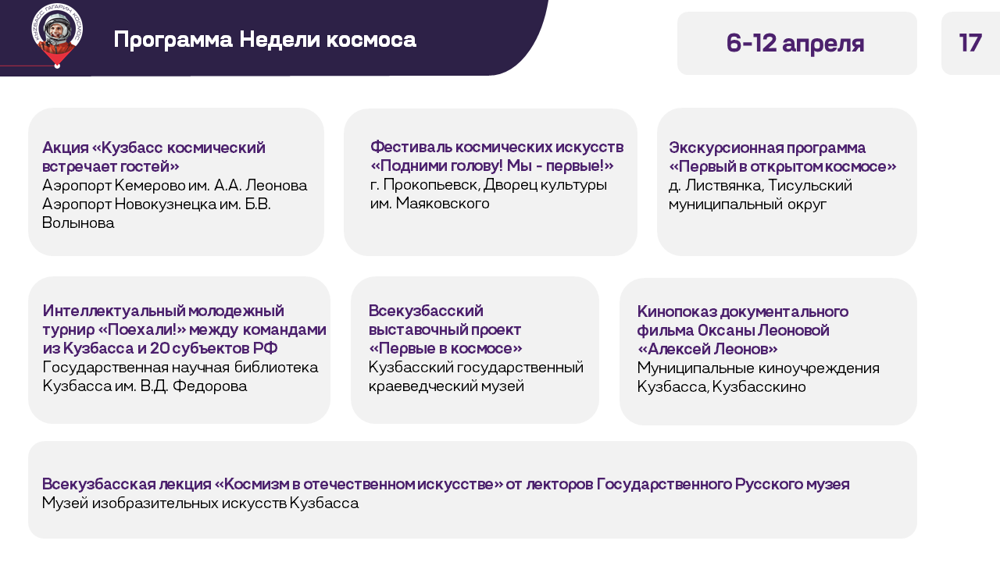 КУЗБАСС ГАГАРИН КОСМОС
Программа Недели космоса
6-12 апреля
17
Акция «Кузбасс космический
встречает гостей»
Аэропорт Кемерово им. А.А. Леонова
Аэропорт Новокузнецка им. Б.В.
Волынова
Фестиваль космических искусств
«Подними голову! Мы - первые!»
г. Прокопьевск, Дворец культуры
им. Маяковского
Экскурсионная программа
«Первый в открытом космосе»
д. Листвянка, Тисульский
муниципальный округ
Интеллектуальный молодежный
турнир «Поехали!» между командами
из Кузбасса и 20 субъектов РФ
Государственная научная библиотека
Кузбасса им. В.Д. Федорова
Всекузбасский
выставочный проект
«Первые в космосе»
Кузбасский государственный
краеведческий музей
Кинопоказ документального
фильма Оксаны Леоновой
«Алексей Леонов»
Муниципальные киноучреждения
Кузбасса, Кузбасскино
Всекузбасская лекция «Космизм в отечественном искусстве» от лекторов Государственного Русского музея
Музей изобразительных искусств Кузбасса